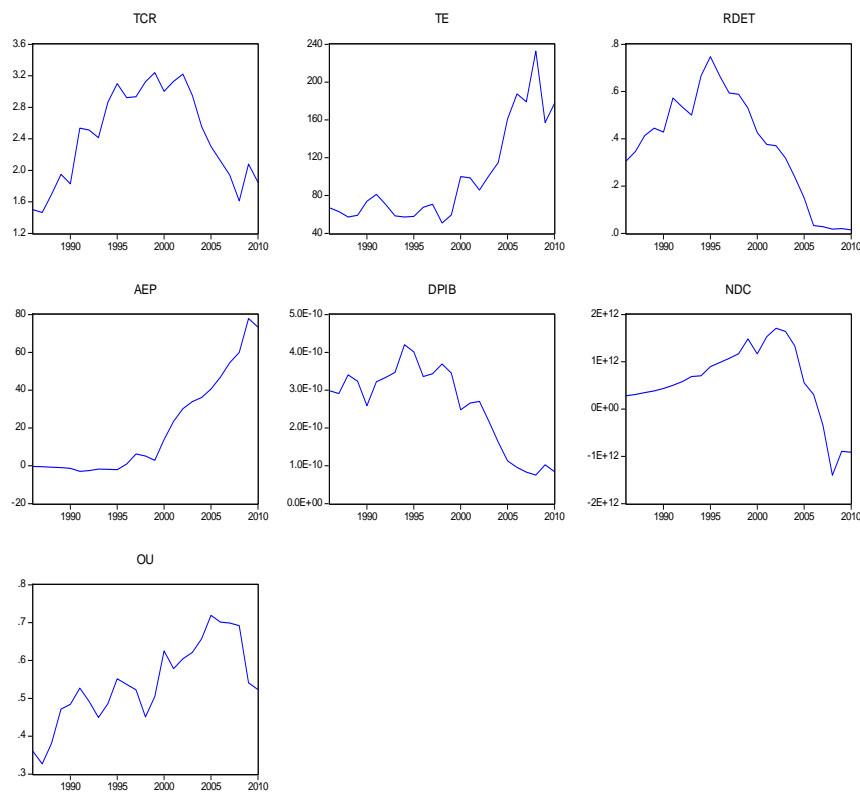 TCR
3.6
3.2
2.8
2.4
2.0
1.6
1.2
1990 1995 2000 2005 2010
TE
240
200
160
120
80
40
1990 1995 2000 2005 2010
RDET
.8
.6
.4
.2
.0
1990 1995 2000 2005 2010
AEP
80
60
40
20
0
-20
1990 1995 2000 2005 2010
DPIB
5.0E-10
4.0E-10
3.0E-10
2.0E-10
1.0E-10
0.0E+00
1990 1995 2000 2005 2010
NDC
2E+12
1E+12
0E+00
-1E+12
-2E+12
1990 1995 2000 2005 2010
OU
.8
.7
.6
.5
.4
.3
1990 1995 2000 2005 2010